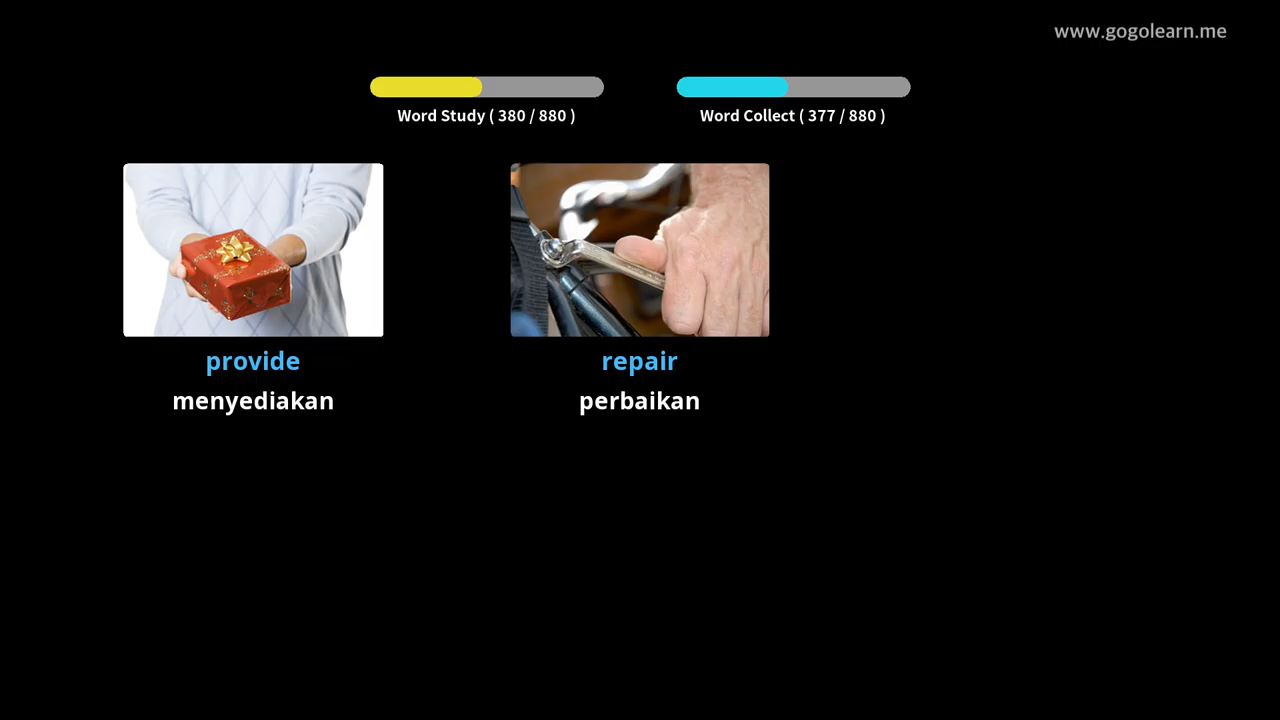 www.gogolearn.me
Word Study ( 380 / 880 )
Word Collect ( 377 / 880 )
provide
repair
menyediakan
perbaikan